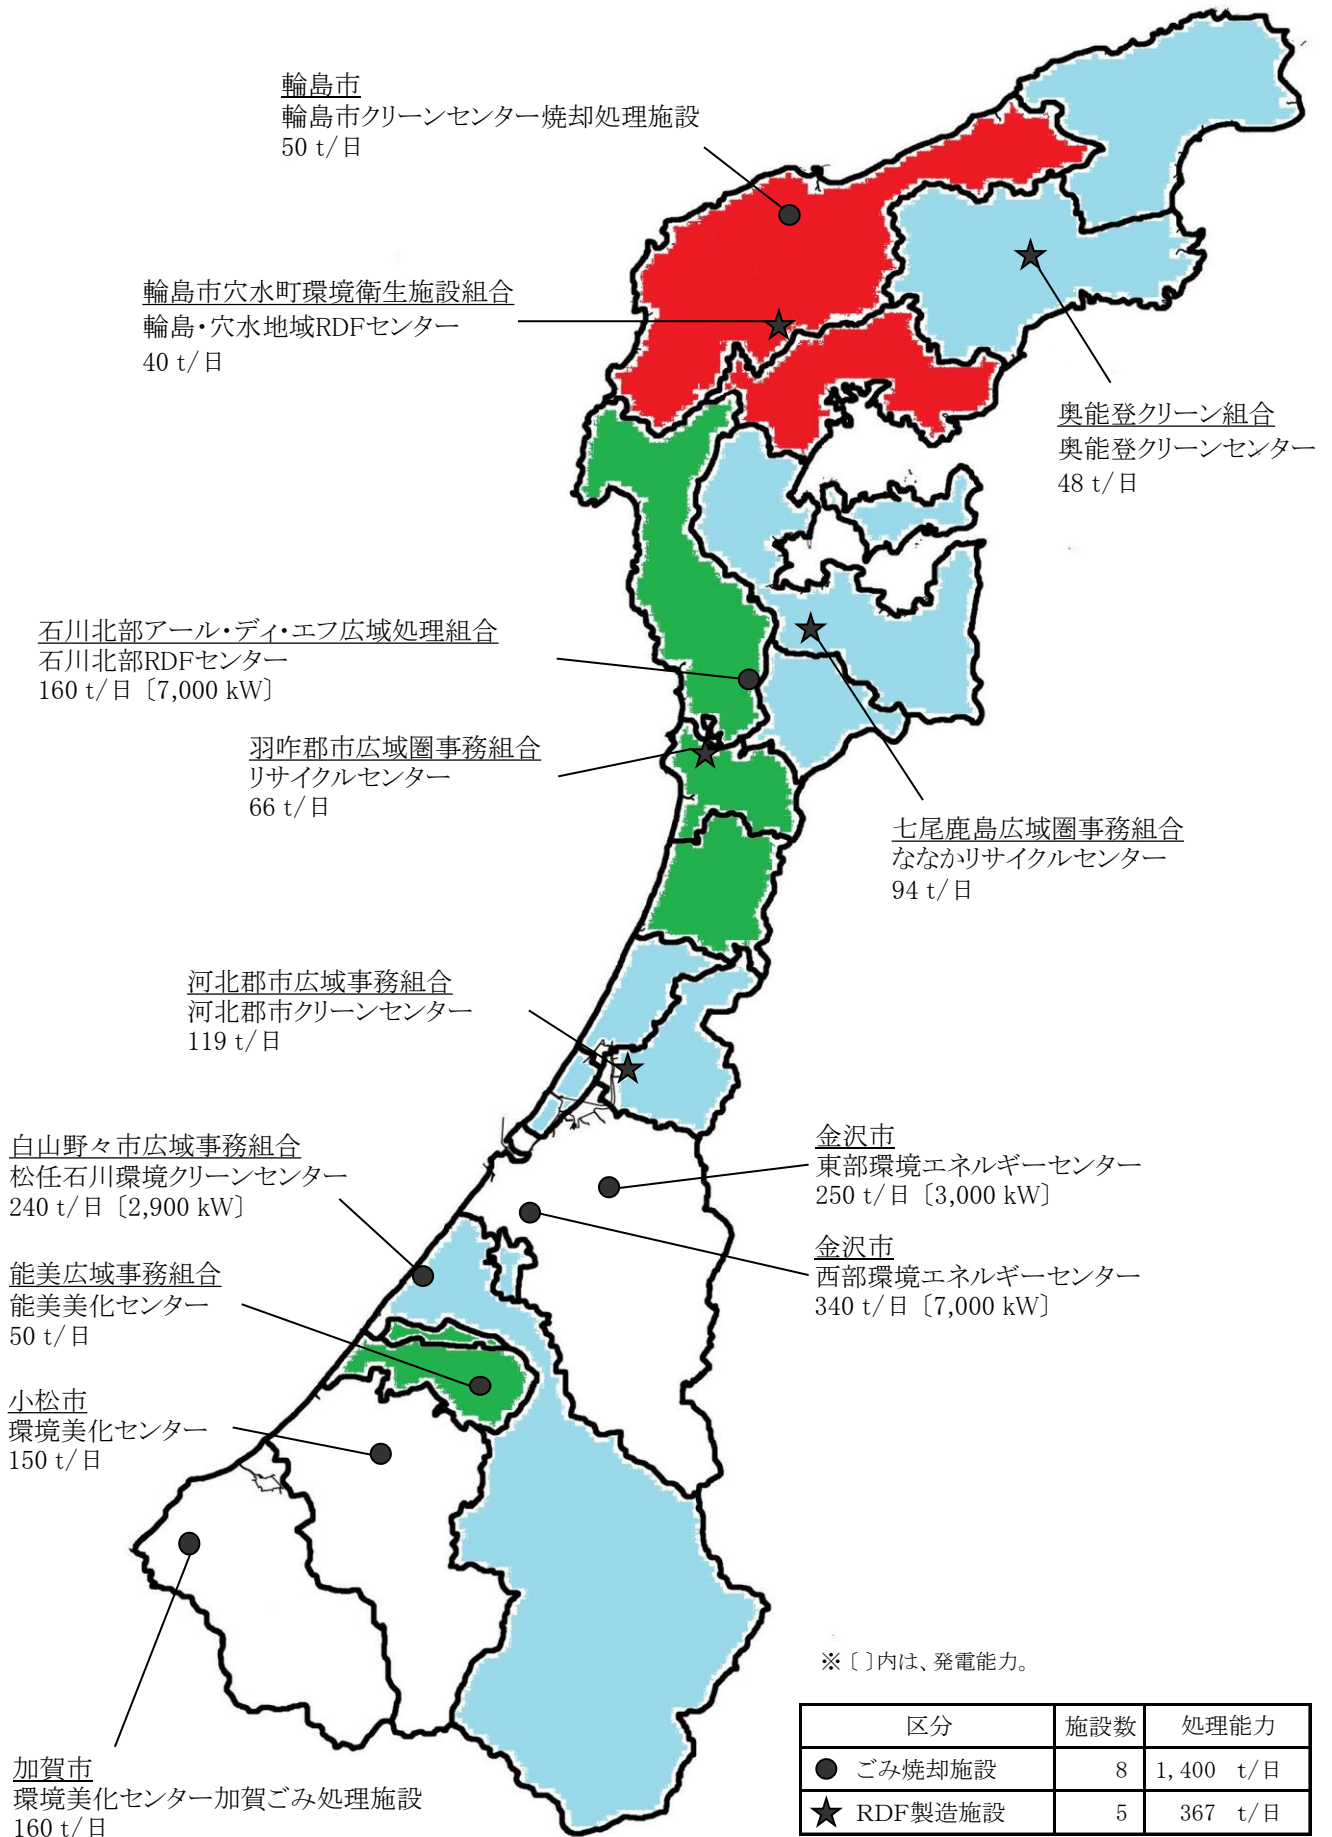 輪島市
輪島市クリーンセンター焼却処理施設
50 t/日
輪島市穴水町環境衛生施設組合
輪島・穴水地域RDFセンター
40 t/日
奥能登クリーン組合
奥能登クリーンセンター
48 t/日
石川北部アール・ディ・エフ広域処理組合
石川北部RDFセンター
160 t/日〔7,000 kW〕
羽咋郡市広域圏事務組合
リサイクルセンター
66 t/日
七尾鹿島広域圏事務組合
ななかリサイクルセンター
94 t/日
河北郡市広域事務組合
河北郡市クリーンセンター
119 t/日
白山野々市広域事務組合
松任石川環境クリーンセンター
240 t/日〔2,900 kW〕
金沢市
東部環境エネルギーセンター
250 t/日〔3,000 kW〕
金沢市
西部環境エネルギーセンター
340 t/日〔7,000 kW〕
能美広域事務組合
能美美化センター
50 t/日
小松市
環境美化センター
150 t/日
加賀市
環境美化センター加賀ごみ処理施設
160 t/日
※〔 〕内は、発電能力。
区分 施設数 処理能力
● ごみ焼却施設 8 1,400 t/日
★ RDF製造施設 5 367 t/日